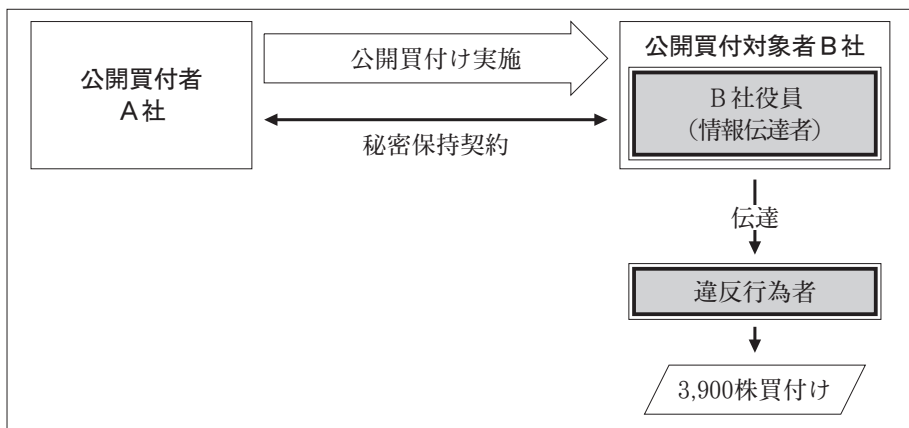 公開買付者
A社
公開買付け実施
秘密保持契約
公開買付対象者B社
B社役員
（情報伝達者）
伝達
違反行為者
3,900株買付け